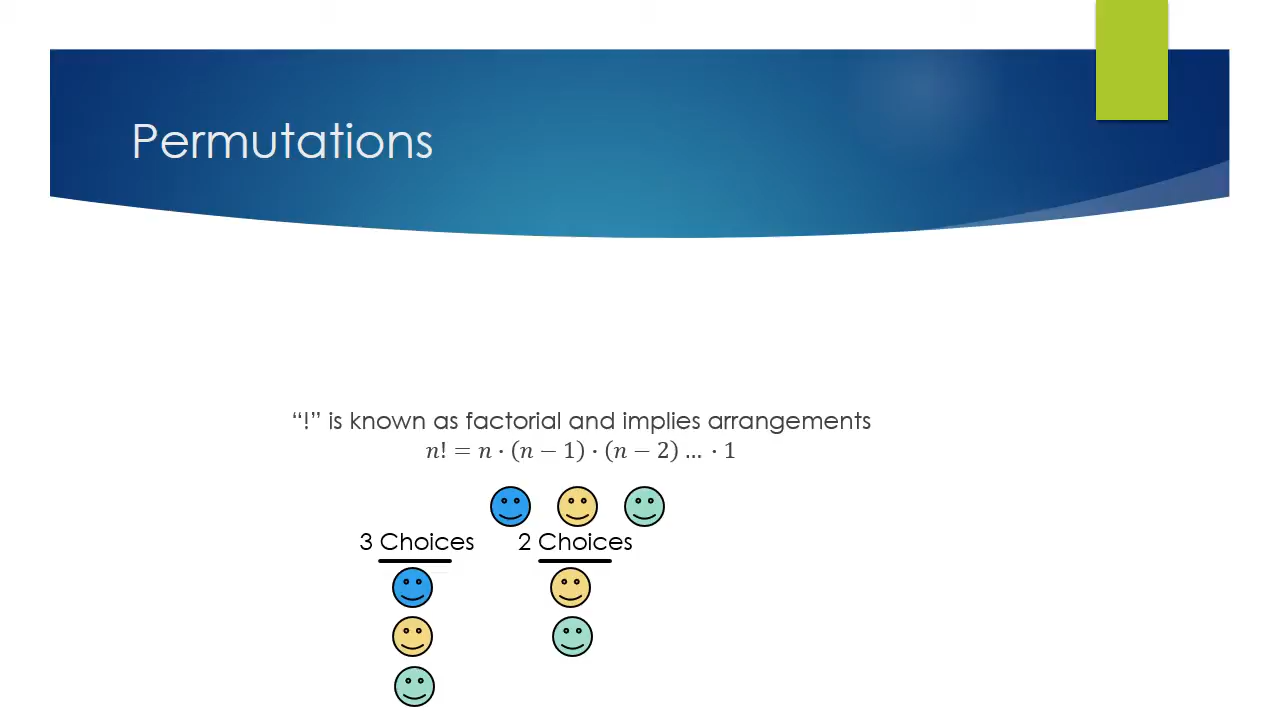 Permutations
“!” is known as factorial and implies arrangements
𝑛! = 𝑛 · (𝑛 − 1) · (𝑛 − 2) … · 1
3 Choices 2 Choices